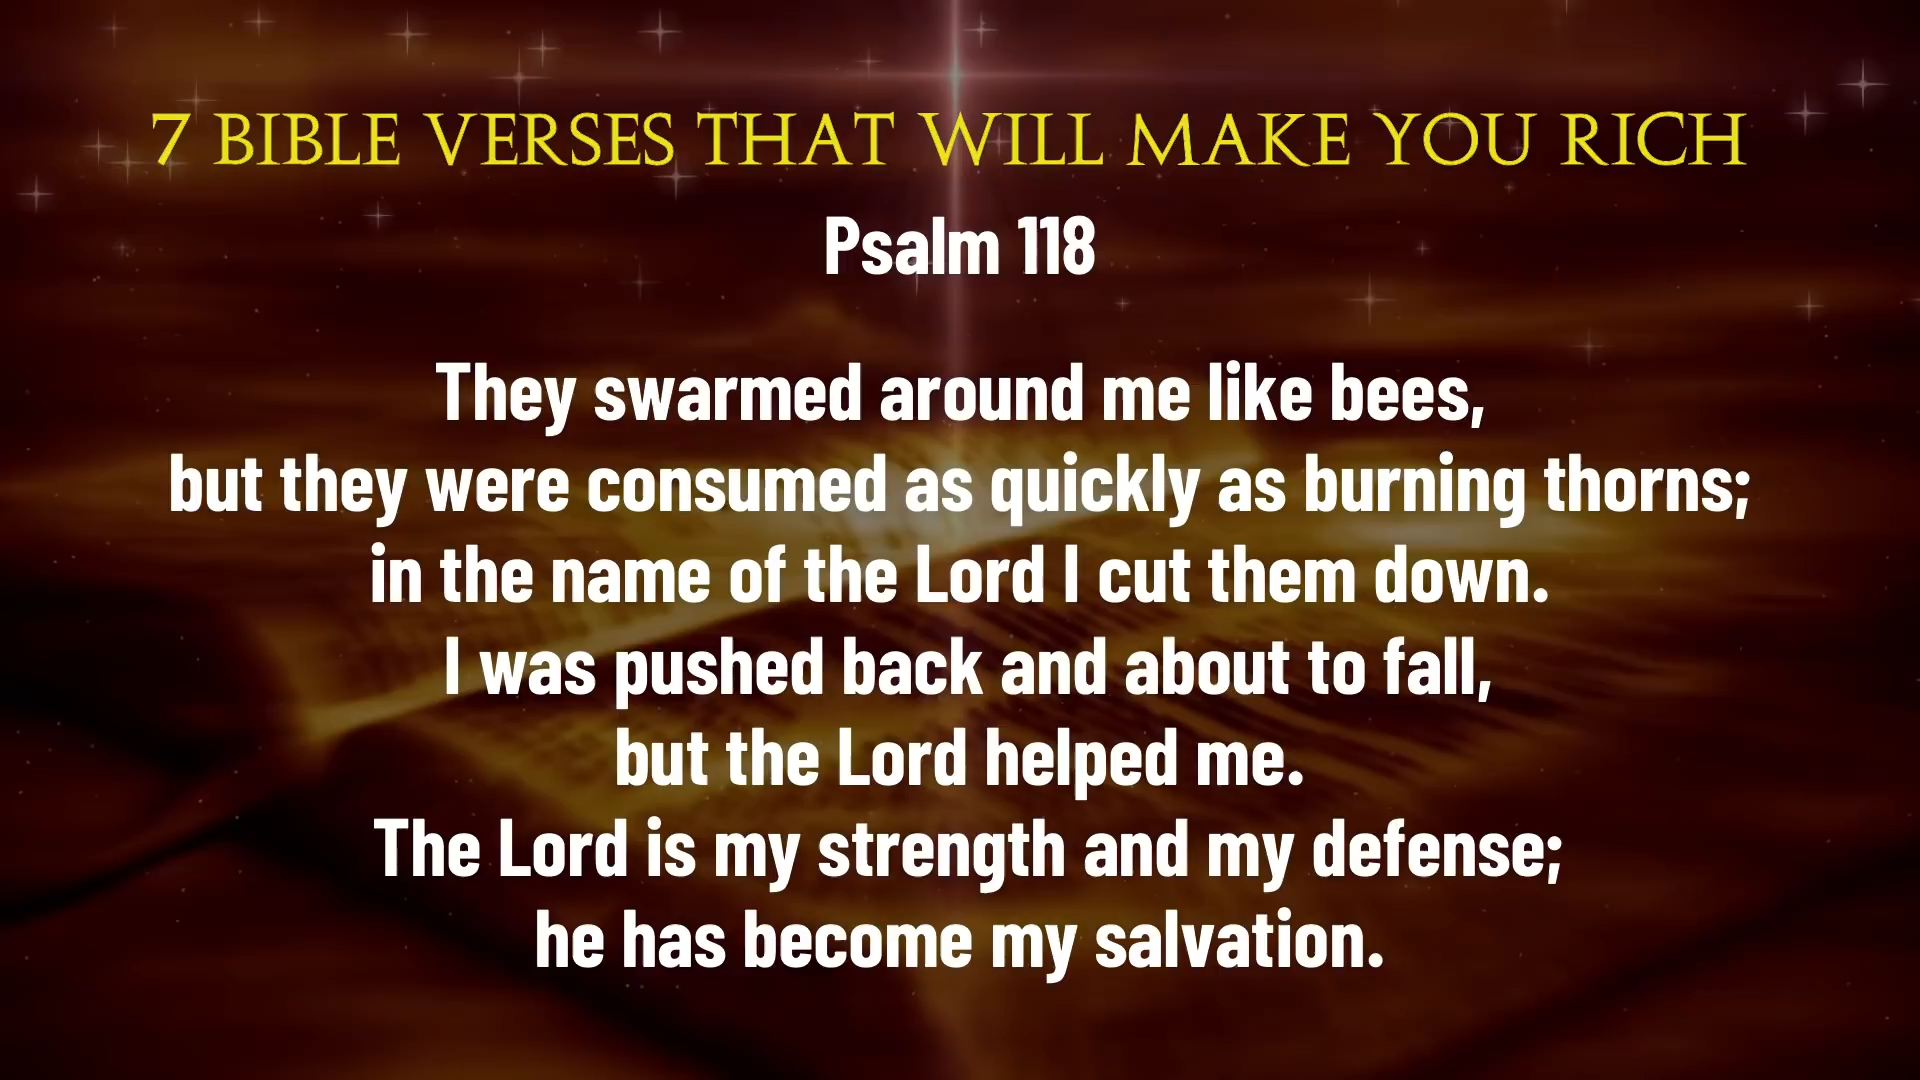 7 BIBLE VERSES THAT WILL MAKE YOU RICH
Psalm 118
They swarmed around me like bees,
but they were consumed as quickly as burning thorns;
in the name of the Lord I cut them down.
I was pushed back and about to fall,
but the Lord helped me.
The Lord is my strength and my defense;
he has become my salvation.